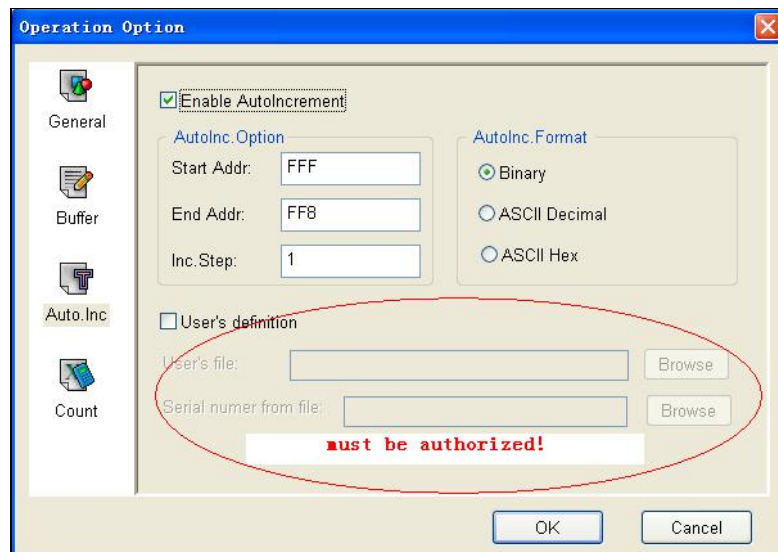 Operation Option
General
Buffer
Auto.Inc
Count
Enable AutoIncrement
AutoInc.Option
Start Addr: FFF
End Addr: FF8
Inc.Step: 1
AutoInc.Format
Binary
ASCII Decimal
ASCII Hex
User's definition
User's file: Browse
Serial numer from file: Browse
must be authorized!
OK Cancel